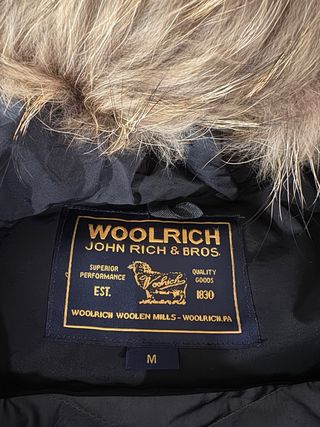 WOOLRICH
JOHN RICH & BROS.
SUPERIOR PERFORMANCE
QUALITY GOODS
Woolrich
EST. 1830
WOOLRICH WOOLEN MILLS - WOOLRICH, PA
M